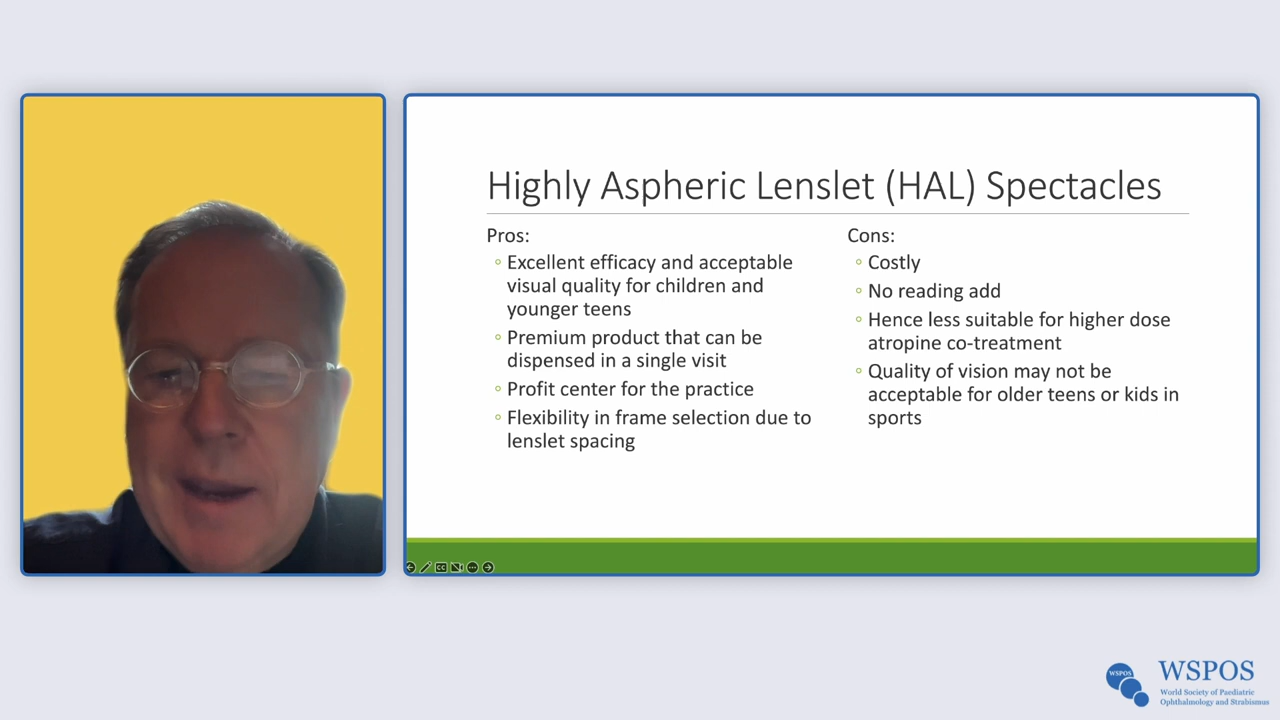 Highly Aspheric Lenslet (HAL) Spectacles
Pros:
Excellent efficacy and acceptable
visual quality for children and
younger teens
Premium product that can be
dispensed in a single visit
Profit center for the practice
Flexibility in frame selection due to
lenslet spacing
Cons:
Costly
No reading add
Hence less suitable for higher dose
atropine co-treatment
Quality of vision may not be
acceptable for older teens or kids in
sports
CC
WSPOS
WSPOS
World Society of Paediatric
Ophthalmology and Strabismus